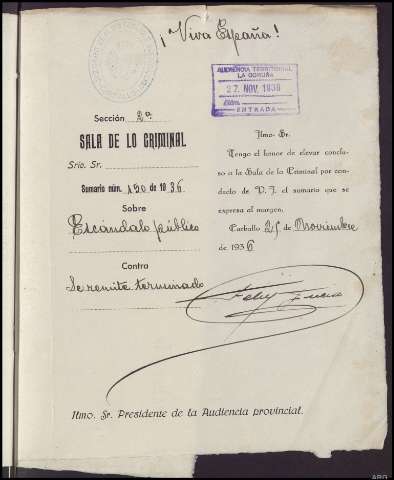 ¡Viva España!
AUDIENCIA TERRITORIAL
LA CORUÑA
27. NOV. 1936
ENTRADA
Sección 2ª
SALA DE LO CRIMINAL
Srio. Sr.
Sumario núm. 190 de 1936.
Sobre
Escándalo público
Contra
Se remite terminado
Ilmo. Sr.
Tengo el honor de elevar conclu-
so a la Sala de lo Criminal por con-
ducto de V. I. el sumario que se
expresa al margen.
Carballo 25 de Noviembre
de 1936
Ilmo. Sr. Presidente de la Audiencia provincial.